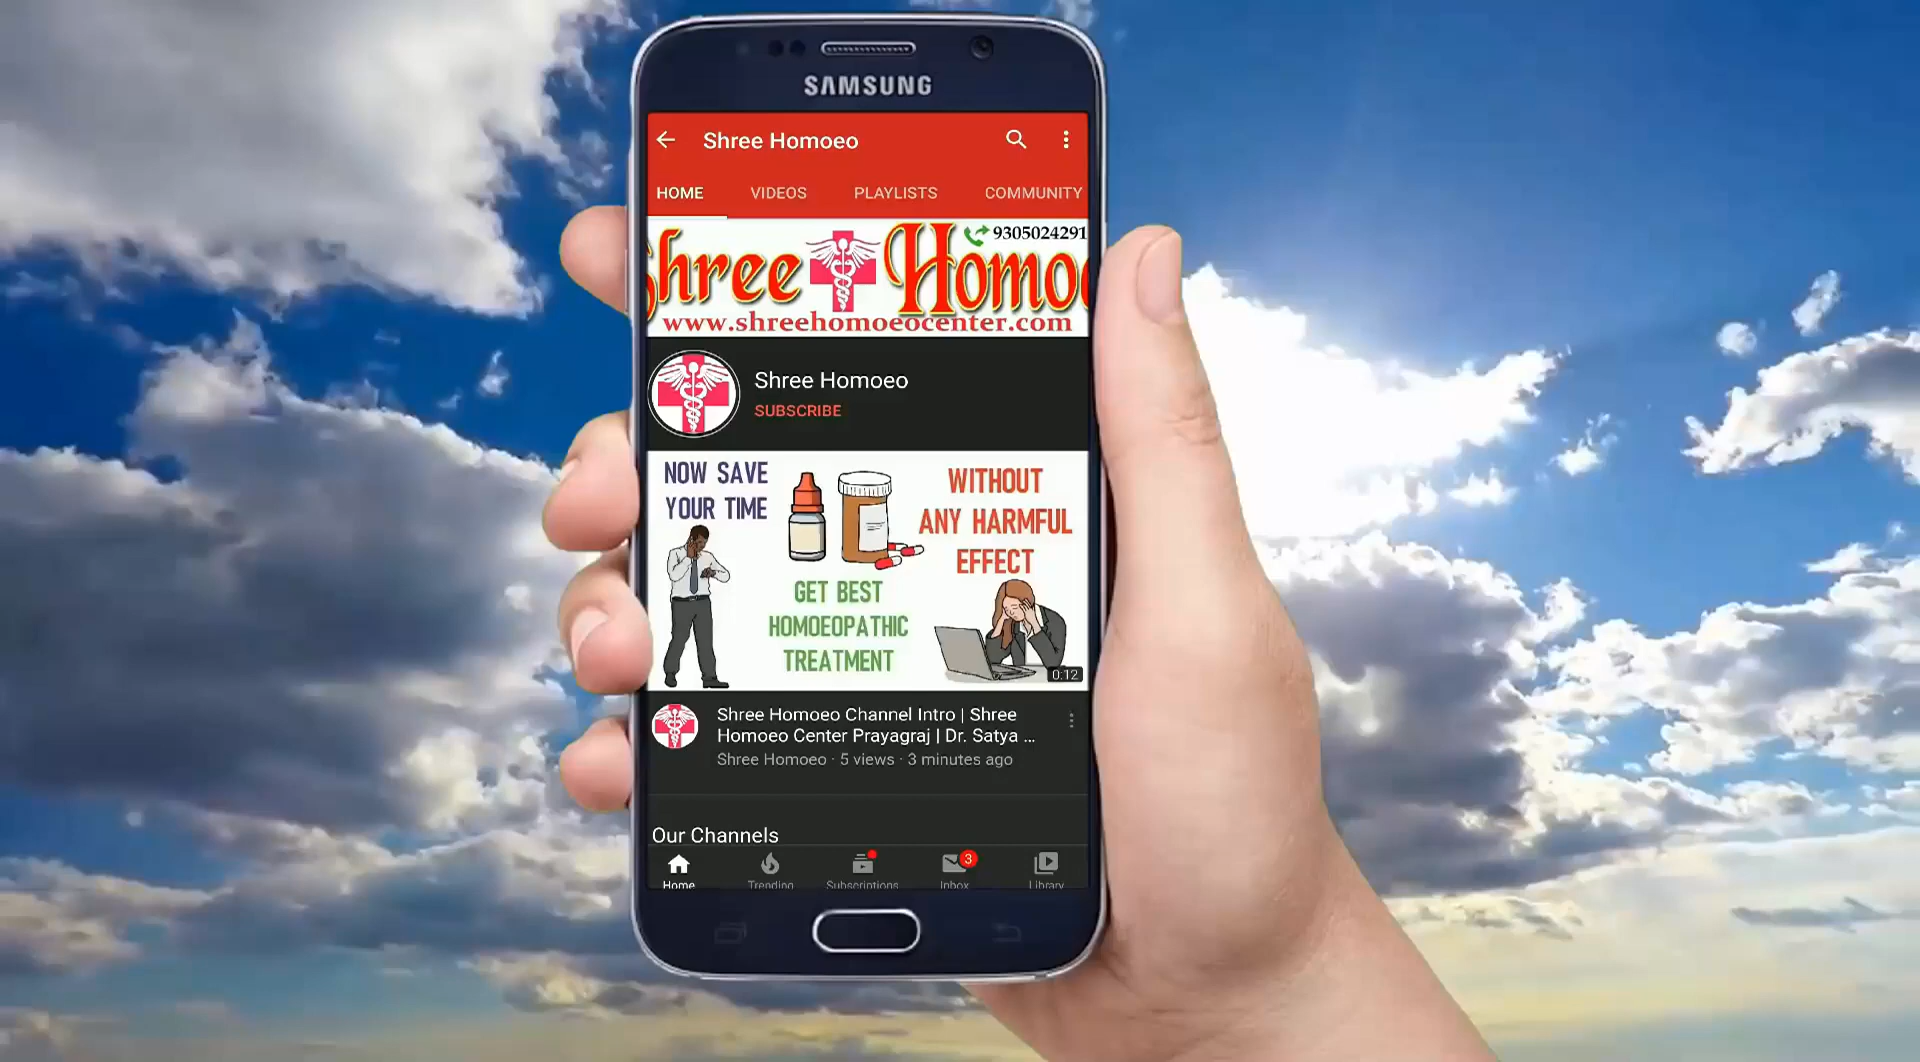 SAMSUNG
Shree Homoeo
HOME VIDEOS PLAYLISTS COMMUNITY
9305024291
Shree Homoe
www.shreehomoeocenter.com
Shree Homoeo
SUBSCRIBE
NOW SAVE
YOUR TIME
WITHOUT
ANY HARMFUL
EFFECT
GET BEST
HOMOEOPATHIC
TREATMENT
0:12
Shree Homoeo Channel Intro | Shree
Homoeo Center Prayagraj | Dr. Satya ...
Shree Homoeo · 5 views · 3 minutes ago
Our Channels
3
Home Trending Subscriptions Inbox Library